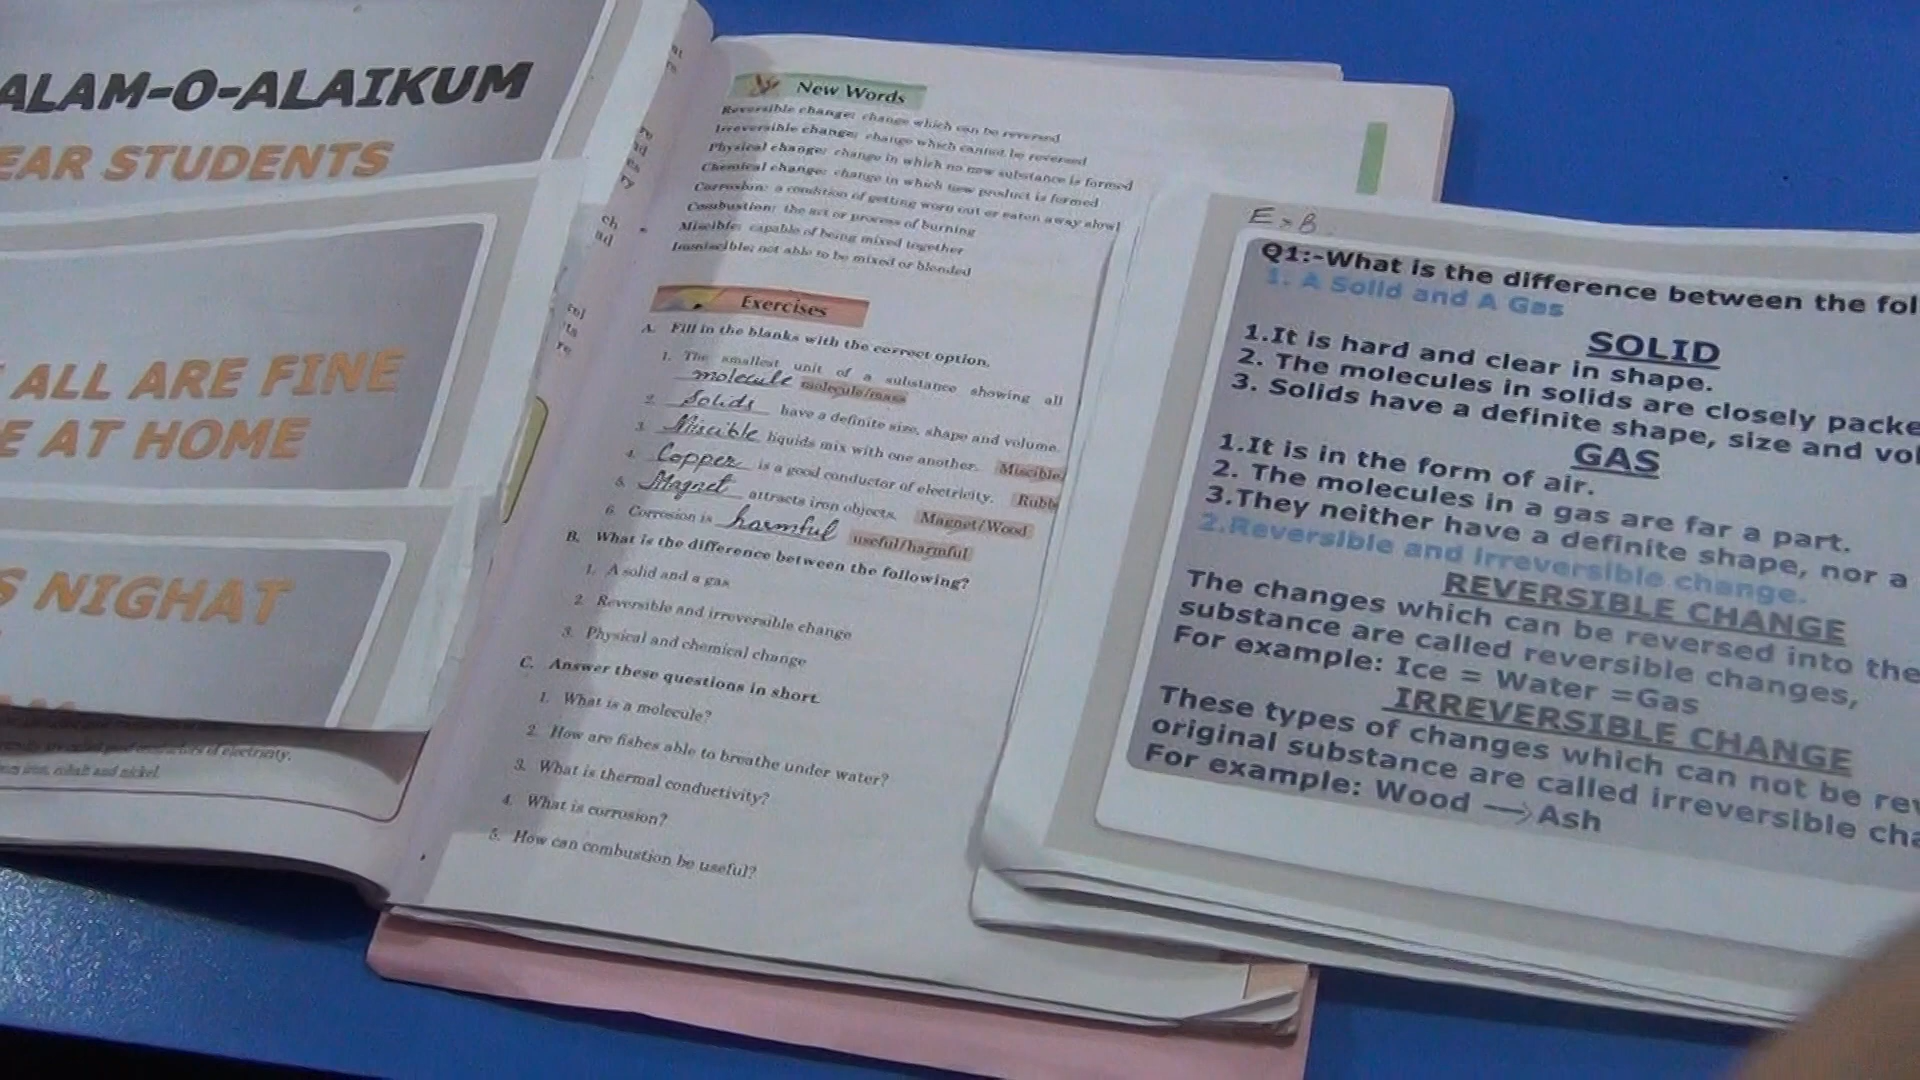 ALAM-O-ALAIKUM
EAR STUDENTS
ALL ARE FINE
E AT HOME
S NIGHAT
of electricity.
cobalt and nickel.
New Words
Reversible change: change which can be reversed
Irreversible change: change which cannot be reversed
Physical change: change in which no new substance is formed
Chemical change: change in which new product is formed
Corrosion: a condition of getting worn out or eaten away slowl
Combustion: the act or process of burning
Miscible: capable of being mixed together
Immiscible: not able to be mixed or blended
Exercises
A. Fill in the blanks with the correct option.
1. The smallest unit of a substance showing all
molecule molecule/mass
2. Solids have a definite size, shape and volume.
3. Miscible liquids mix with one another. Miscible/
4. Copper is a good conductor of electricity. Rubb
5. Magnet attracts iron objects. Magnet/Wood
6. Corrosion is harmful useful/harmful
B. What is the difference between the following?
1. A solid and a gas
2. Reversible and irreversible change
3. Physical and chemical change
C. Answer these questions in short.
1. What is a molecule?
2. How are fishes able to breathe under water?
3. What is thermal conductivity?
4. What is corrosion?
5. How can combustion be useful?
Q1:-What is the difference between the fol
1. A Solid and A Gas
SOLID
1.It is hard and clear in shape.
2. The molecules in solids are closely packe
3. Solids have a definite shape, size and vol
GAS
1.It is in the form of air.
2. The molecules in a gas are far a part.
3.They neither have a definite shape, nor a
2.Reversible and irreversible change.
REVERSIBLE CHANGE
The changes which can be reversed into the
substance are called reversible changes,
For example: Ice = Water =Gas
IRREVERSIBLE CHANGE
These types of changes which can not be rev
original substance are called irreversible cha
For example: Wood → Ash